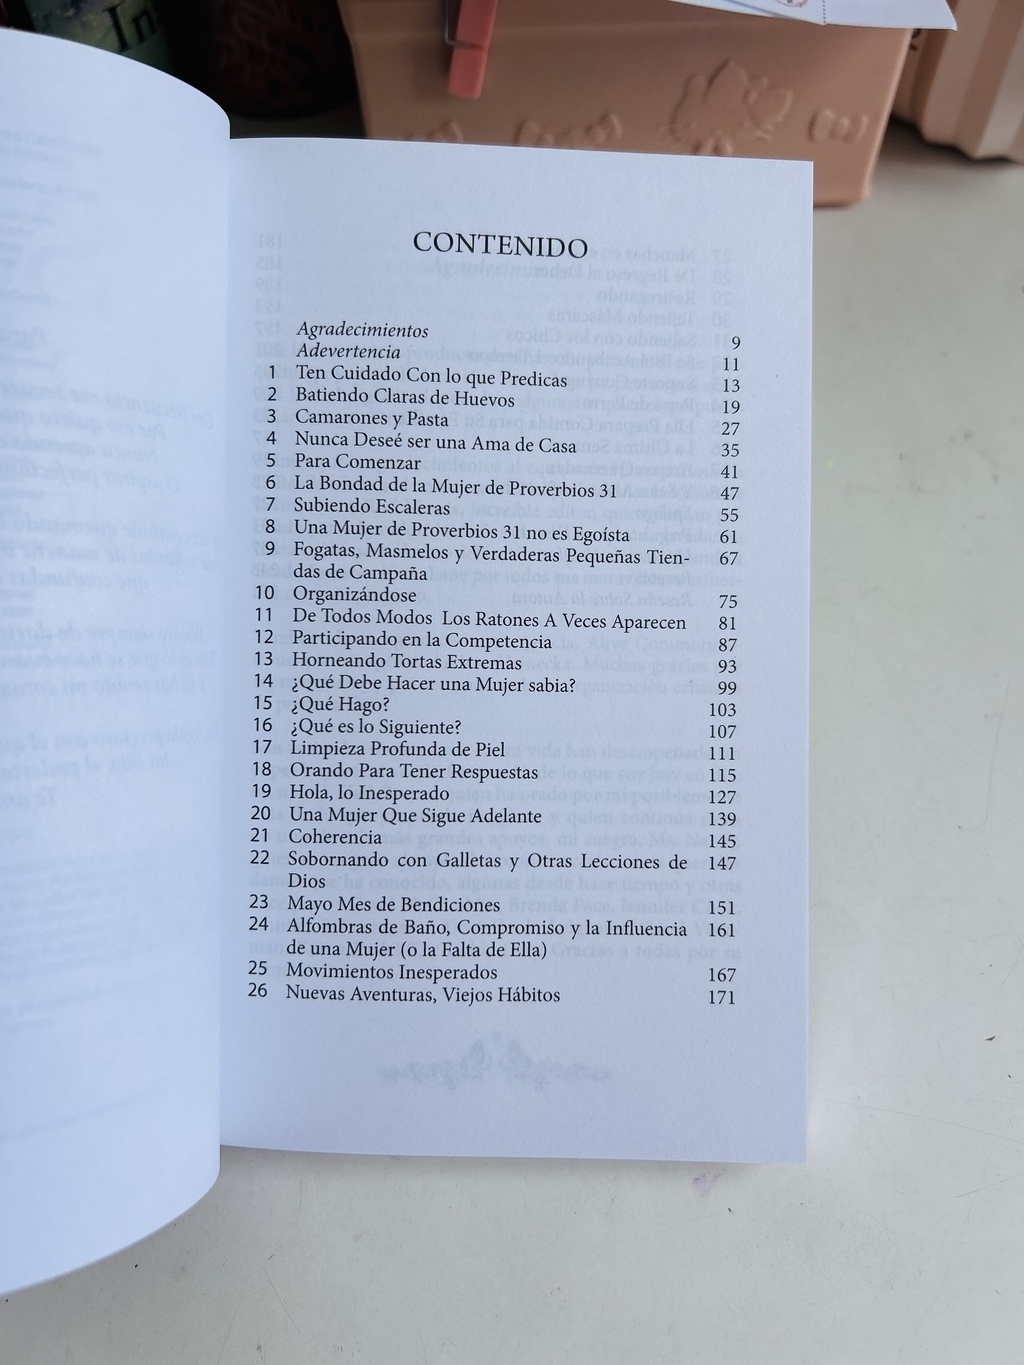 In
CONTENIDO
Agradecimientos 9
Adevertencia 11
1 Ten Cuidado Con lo que Predicas 13
2 Batiendo Claras de Huevos 19
3 Camarones y Pasta 27
4 Nunca Deseé ser una Ama de Casa 35
5 Para Comenzar 41
6 La Bondad de la Mujer de Proverbios 31 47
7 Subiendo Escaleras 55
8 Una Mujer de Proverbios 31 no es Egoísta 61
9 Fogatas, Masmelos y Verdaderas Pequeñas Tien- 67
das de Campaña
10 Organizándose 75
11 De Todos Modos Los Ratones A Veces Aparecen 81
12 Participando en la Competencia 87
13 Horneando Tortas Extremas 93
14 ¿Qué Debe Hacer una Mujer sabia? 99
15 ¿Qué Hago? 103
16 ¿Qué es lo Siguiente? 107
17 Limpieza Profunda de Piel 111
18 Orando Para Tener Respuestas 115
19 Hola, lo Inesperado 127
20 Una Mujer Que Sigue Adelante 139
21 Coherencia 145
22 Sobornando con Galletas y Otras Lecciones de 147
Dios
23 Mayo Mes de Bendiciones 151
24 Alfombras de Baño, Compromiso y la Influencia 161
de una Mujer (o la Falta de Ella)
25 Movimientos Inesperados 167
26 Nuevas Aventuras, Viejos Hábitos 171